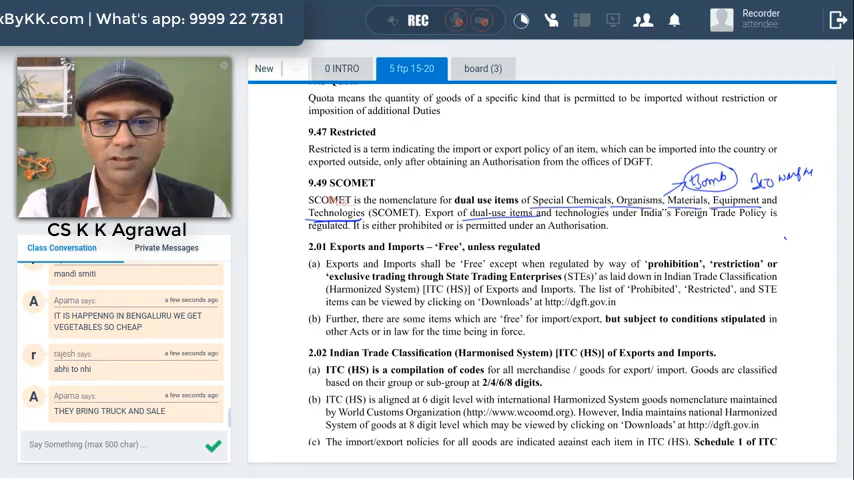 xByKK.com | What's app: 9999 22 7381
REC
Recorder
attendee
New
0 INTRO
5 ftp 15-20
board (3)
Quota means the quantity of goods of a specific kind that is permitted to be imported without restriction or
imposition of additional Duties
9.47 Restricted
Restricted is a term indicating the import or export policy of an item, which can be imported into the country or
exported outside, only after obtaining an Authorisation from the offices of DGFT.
Bomb
9.49 SCOMET
SCOMET is the nomenclature for dual use items of Special Chemicals, Organisms, Materials, Equipment and
Technologies (SCOMET). Export of dual-use items and technologies under India"s Foreign Trade Policy is
regulated. It is either prohibited or is permitted under an Authorisation.
2.01 Exports and Imports – 'Free', unless regulated
(a) Exports and Imports shall be 'Free' except when regulated by way of 'prohibition', 'restriction' or
'exclusive trading through State Trading Enterprises' (STEs)' as laid down in Indian Trade Classification
(Harmonized System) [ITC (HS)] of Exports and Imports. The list of 'Prohibited', 'Restricted', and STE
items can be viewed by clicking on 'Downloads' at http://dgft.gov.in
(b) Further, there are some items which are 'free' for import/export, but subject to conditions stipulated in
other Acts or in law for the time being in force.
2.02 Indian Trade Classification (Harmonised System) [ITC (HS)] of Exports and Imports.
(a) ITC (HS) is a compilation of codes for all merchandise / goods for export/ import. Goods are classified
based on their group or sub-group at 2/4/6/8 digits.
(b) ITC (HS) is aligned at 6 digit level with international Harmonized System goods nomenclature maintained
by World Customs Organization (http://www.wcoomd.org). However, India maintains national Harmonized
System of goods at 8 digit level which may be viewed by clicking on 'Downloads' at http://dgft.gov.in
(c) The import/export policies for all goods are indicated against each item in ITC (HS). Schedule 1 of ITC
CS K K Agrawal
Class Conversation
Private Messages
mandi smiti
A
Aparna says:
a few seconds ago
IT IS HAPPENNG IN BENGALURU WE GET
VEGETABLES SO CHEAP
r
rajesh says:
a few seconds ago
abhi to nhi
A
Aparna says:
a few seconds ago
THEY BRING TRUCK AND SALE
Say Something (max 500 char) ...